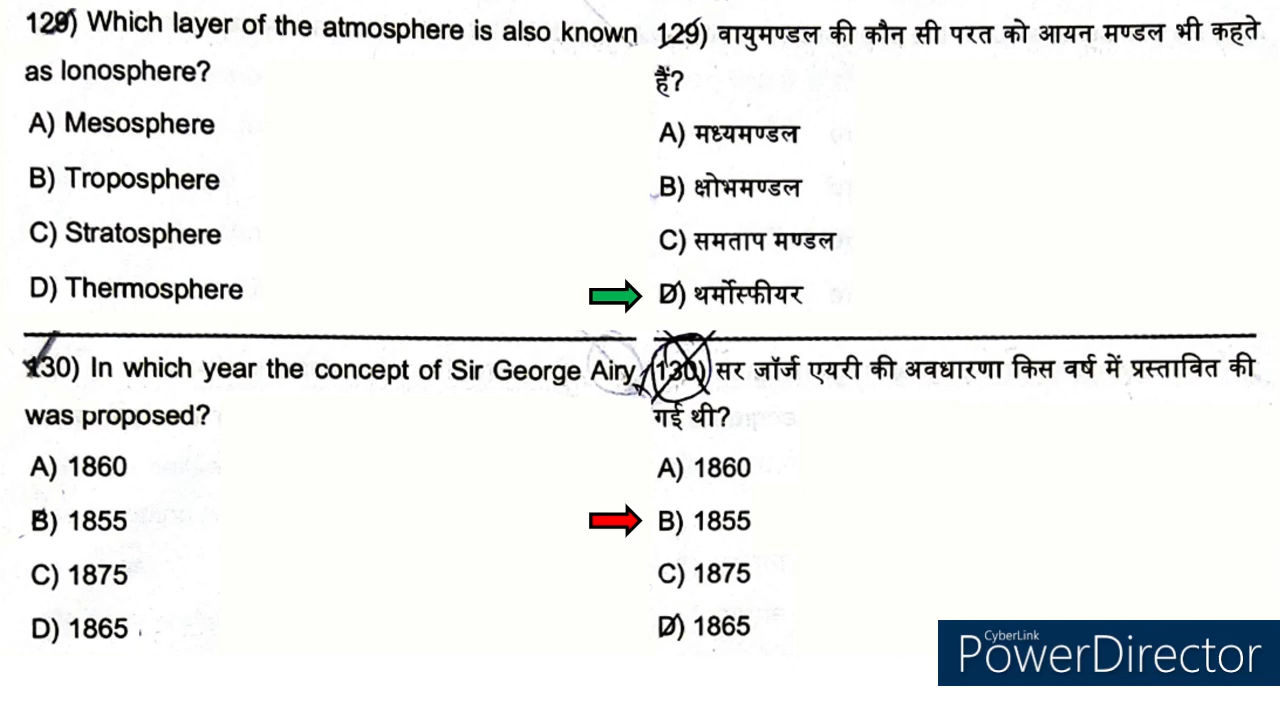 129) Which layer of the atmosphere is also known
as Ionosphere?
A) Mesosphere
B) Troposphere
C) Stratosphere
D) Thermosphere
129) वायुमण्डल की कौन सी परत को आयन मण्डल भी कहते
हैं?
A) मध्यमण्डल
B) क्षोभमण्डल
C) समताप मण्डल
D) थर्मोस्फीयर
130) In which year the concept of Sir George Airy
was proposed?
A) 1860
B) 1855
C) 1875
D) 1865
130) सर जॉर्ज एयरी की अवधारणा किस वर्ष में प्रस्तावित की
गई थी?
A) 1860
B) 1855
C) 1875
D) 1865
CyberLink
PowerDirector